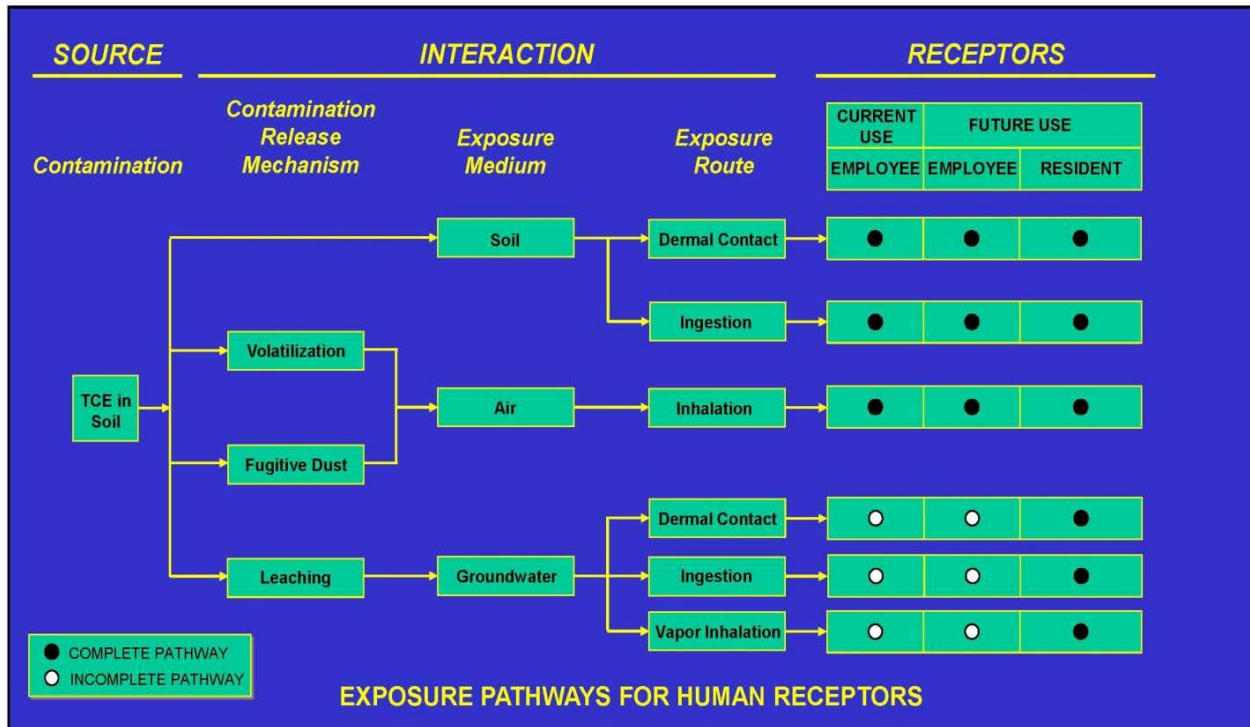 SOURCE
INTERACTION
RECEPTORS
Contamination
Contamination
Release
Mechanism
Exposure
Medium
Exposure
Route
CURRENT
USE
FUTURE USE
EMPLOYEE
EMPLOYEE
RESIDENT
Soil
Dermal Contact
Ingestion
Volatilization
TCE in
Soil
Air
Inhalation
Fugitive Dust
Dermal Contact
Leaching
Groundwater
Ingestion
Vapor Inhalation
COMPLETE PATHWAY
INCOMPLETE PATHWAY
EXPOSURE PATHWAYS FOR HUMAN RECEPTORS